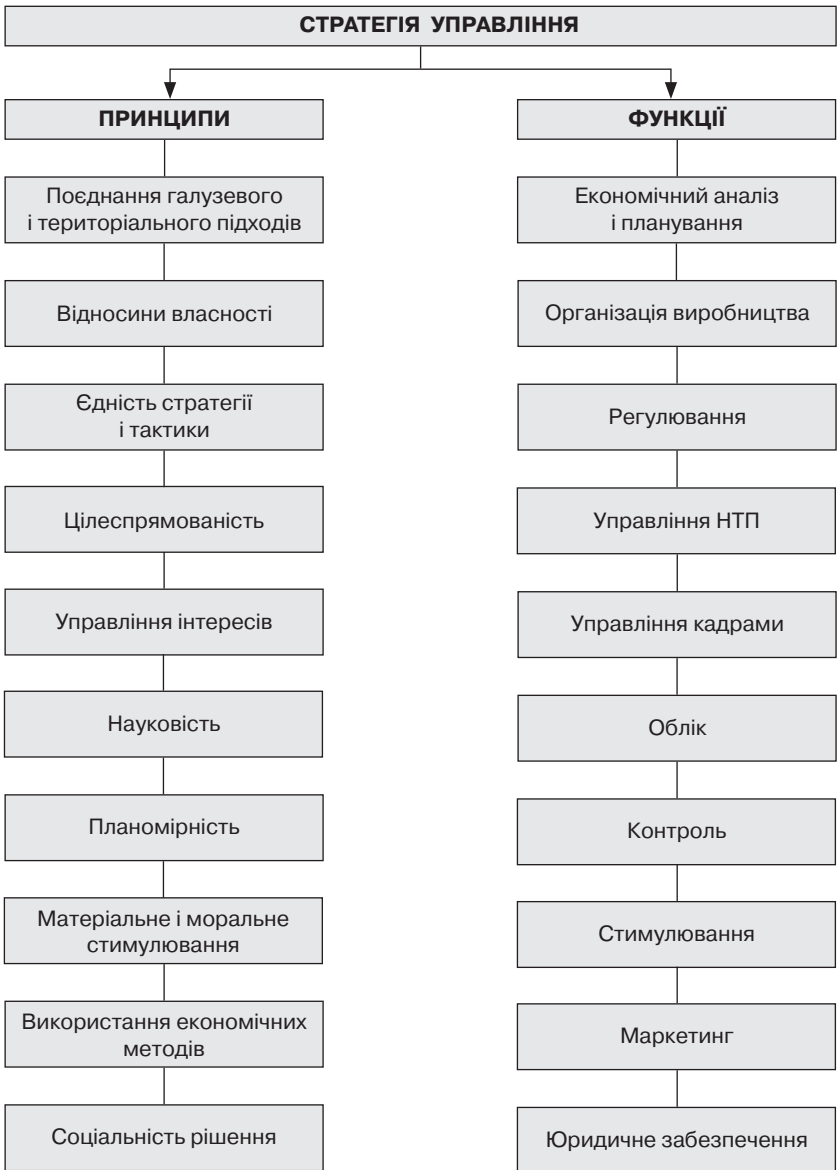 СТРАТЕГІЯ УПРАВЛІННЯ
ПРИНЦИПИ
Поєднання галузевого
і територіального підходів
Відносини власності
Єдність стратегії
і тактики
Цілеспрямованість
Управління інтересів
Науковість
Планомірність
Матеріальне і моральне
стимулювання
Використання економічних
методів
Соціальність рішення
ФУНКЦІЇ
Економічний аналіз
і планування
Організація виробництва
Регулювання
Управління НТП
Управління кадрами
Облік
Контроль
Стимулювання
Маркетинг
Юридичне забезпечення